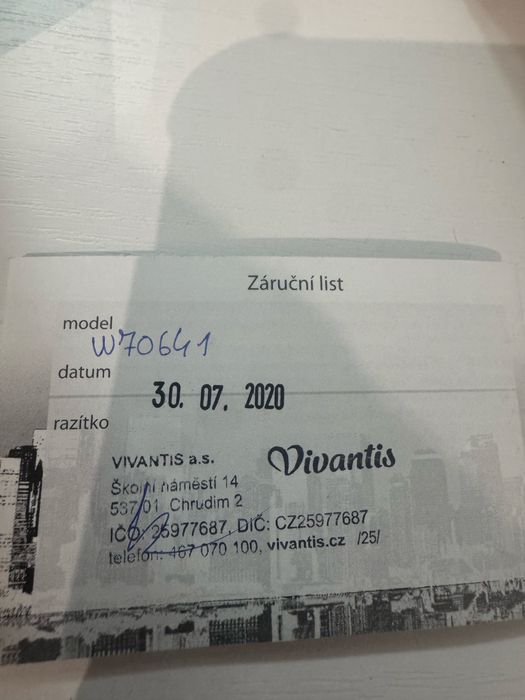 Záruční list
model
W70641
datum
30. 07. 2020
razítko
VIVANTIS a.s.
Vivantis
Školní náměstí 14
537 01 Chrudim 2
IČO: 25977687, DIČ: CZ25977687
telefon: 467 070 100, vivantis.cz /25/